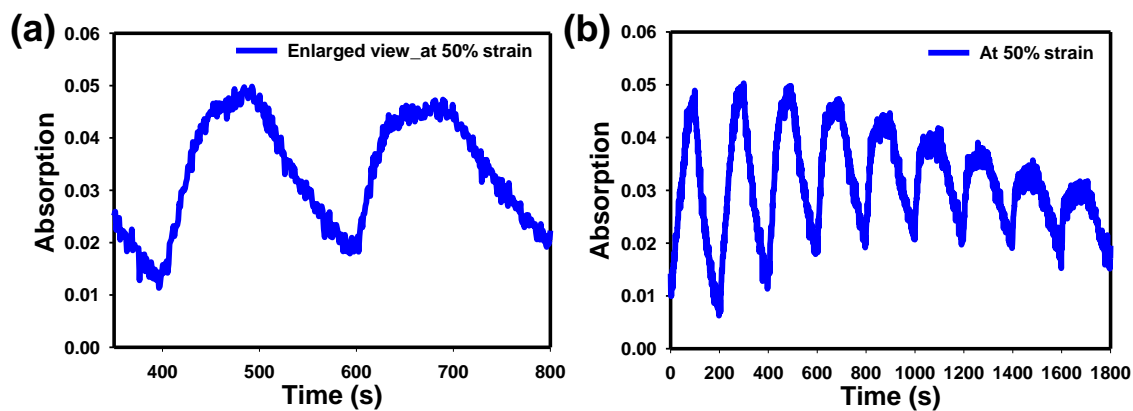 (a)
0.06
0.05
0.04
0.03
0.02
0.01
0.00
Absorption
Enlarged view_at 50% strain
400 500 600 700 800
Time (s)
(b)
0.06
0.05
0.04
0.03
0.02
0.01
0.00
Absorption
At 50% strain
0 200 400 600 800 1000 1200 1400 1600 1800
Time (s)